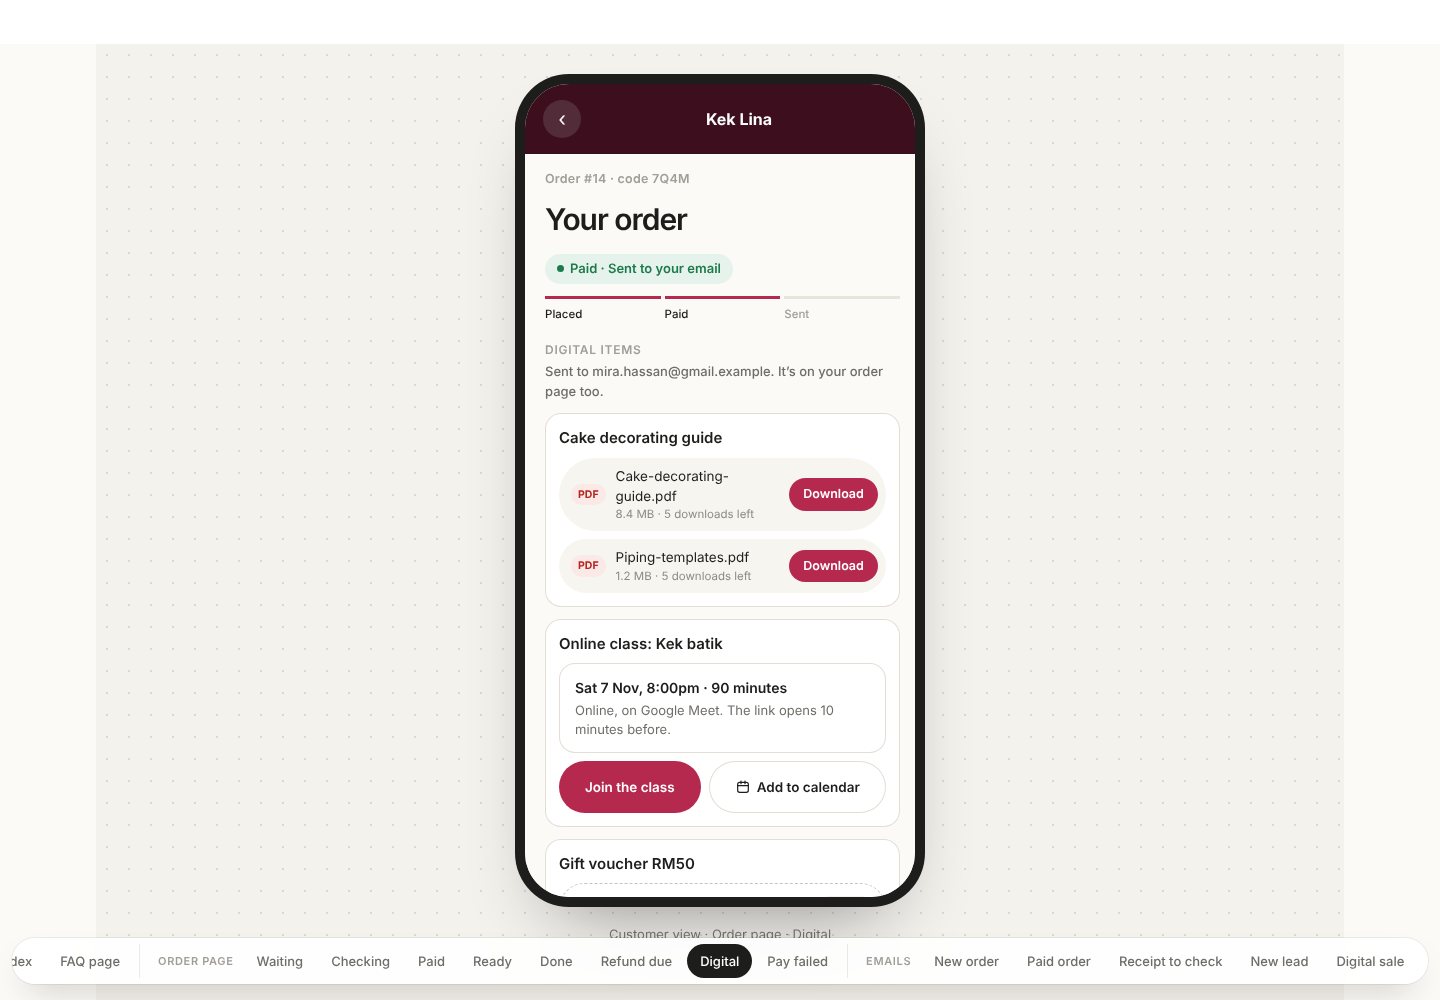 ‹
Kek Lina
Order #14 · code 7Q4M
Your order
Paid · Sent to your email
Placed
Paid
Sent
DIGITAL ITEMS
Sent to mira.hassan@gmail.example. It’s on your order
page too.
Cake decorating guide
PDF
Cake-decorating-
guide.pdf
8.4 MB · 5 downloads left
Download
PDF
Piping-templates.pdf
1.2 MB · 5 downloads left
Download
Online class: Kek batik
Sat 7 Nov, 8:00pm · 90 minutes
Online, on Google Meet. The link opens 10
minutes before.
Join the class
Add to calendar
Gift voucher RM50
Customer view · Order page · Digital
FAQ page
ORDER PAGE
Waiting
Checking
Paid
Ready
Done
Refund due
Digital
Pay failed
EMAILS
New order
Paid order
Receipt to check
New lead
Digital sale